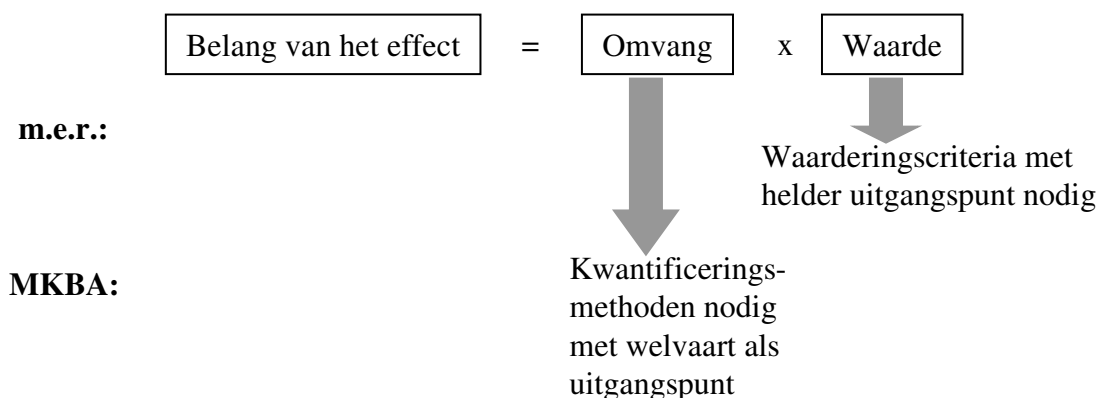 Belang van het effect = Omvang x Waarde
m.e.r.:
Waarderingscriteria met
helder uitgangspunt nodig
MKBA:
Kwantificerings-
methoden nodig
met welvaart als
uitgangspunt